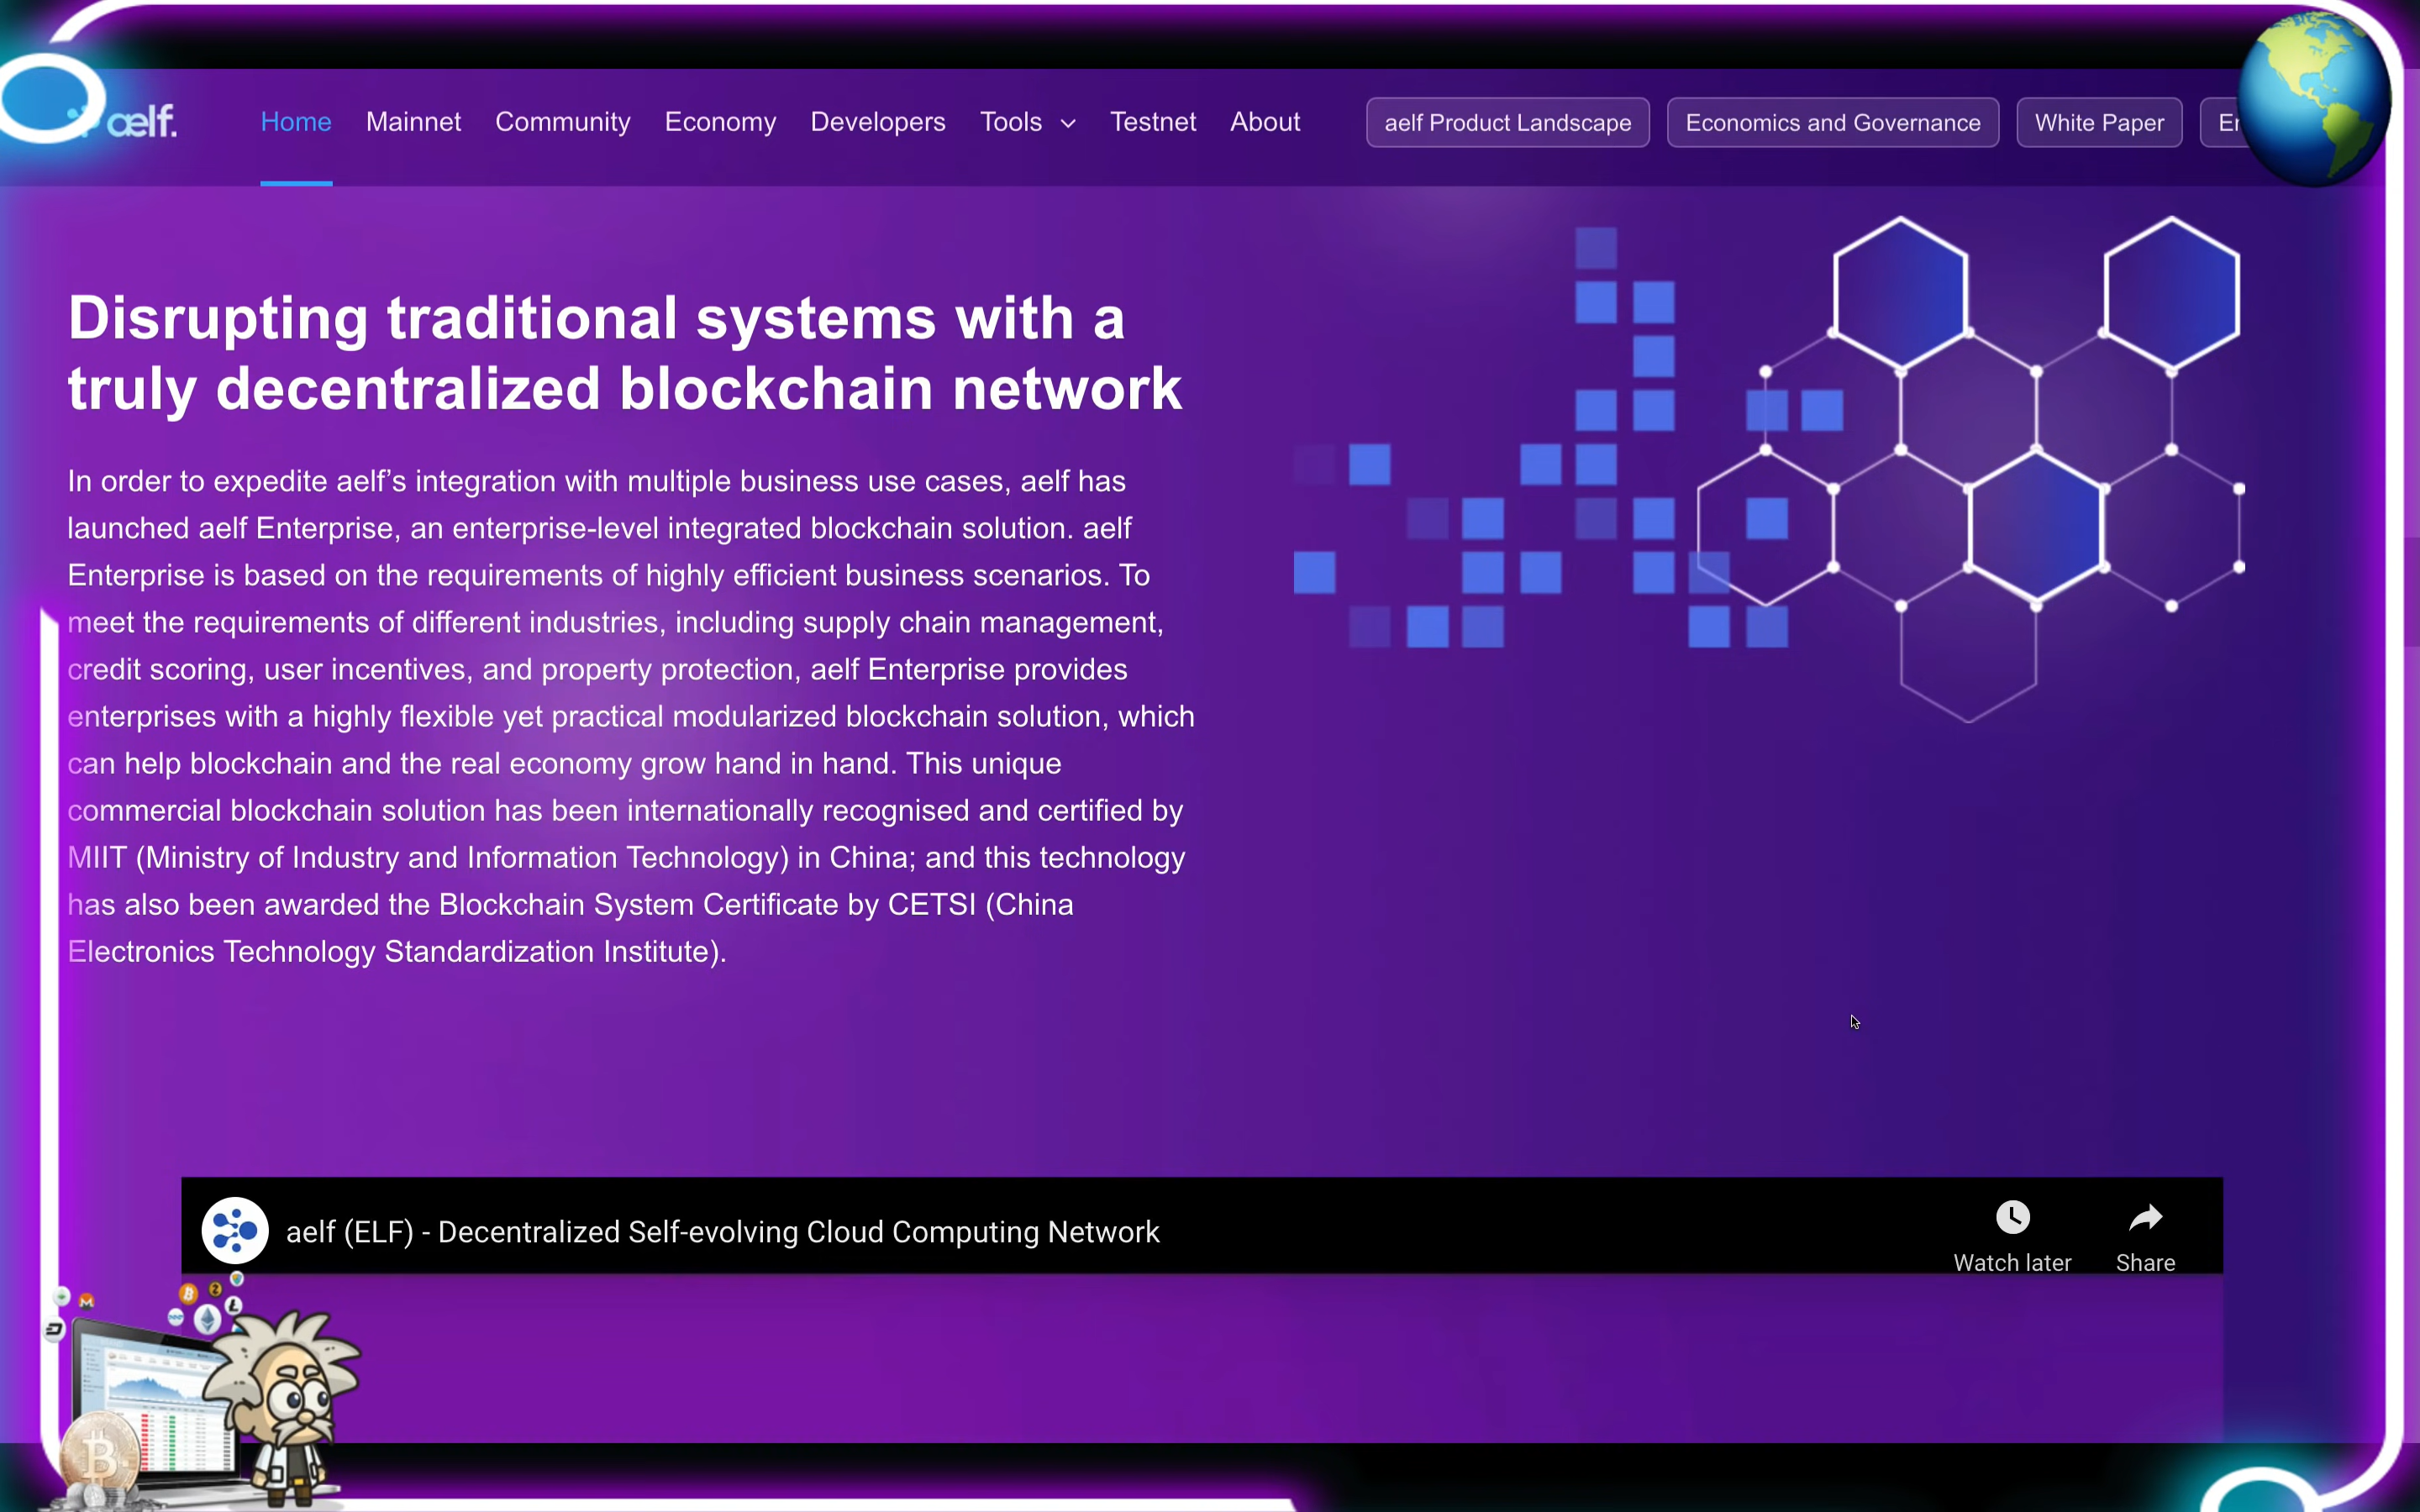 aelf.
Home Mainnet Community Economy Developers Tools Testnet About aelf Product Landscape Economics and Governance White Paper
Disrupting traditional systems with a
truly decentralized blockchain network
In order to expedite aelf’s integration with multiple business use cases, aelf has
launched aelf Enterprise, an enterprise-level integrated blockchain solution. aelf
Enterprise is based on the requirements of highly efficient business scenarios. To
meet the requirements of different industries, including supply chain management,
credit scoring, user incentives, and property protection, aelf Enterprise provides
enterprises with a highly flexible yet practical modularized blockchain solution, which
can help blockchain and the real economy grow hand in hand. This unique
commercial blockchain solution has been internationally recognised and certified by
MIIT (Ministry of Industry and Information Technology) in China; and this technology
has also been awarded the Blockchain System Certificate by CETSI (China
Electronics Technology Standardization Institute).
aelf (ELF) - Decentralized Self-evolving Cloud Computing Network
Watch later Share